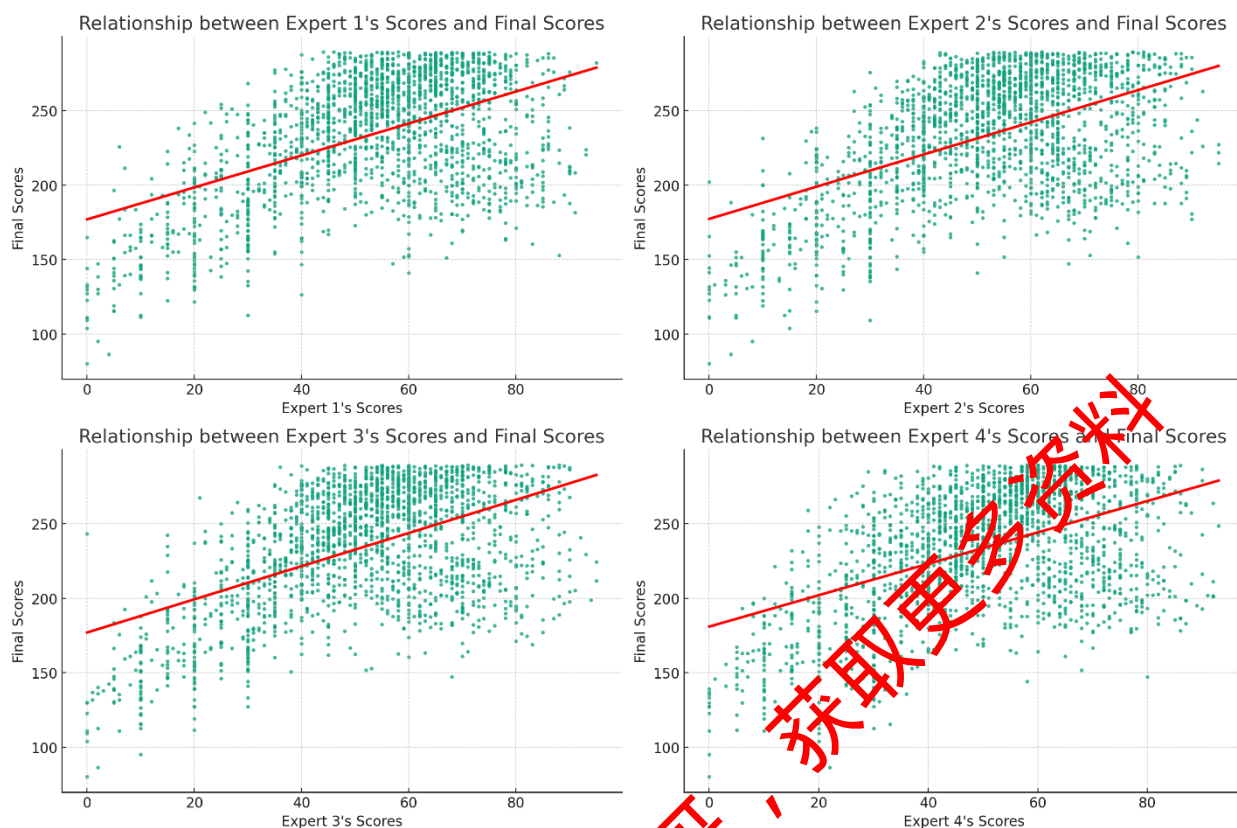 Relationship between Expert 1's Scores and Final Scores
Final Scores
250
200
150
100
0 20 40 60 80
Expert 1's Scores
Relationship between Expert 2's Scores and Final Scores
Final Scores
250
200
150
100
0 20 40 60 80
Expert 2's Scores
Relationship between Expert 3's Scores and Final Scores
Final Scores
250
200
150
100
0 20 40 60 80
Expert 3's Scores
Relationship between Expert 4's Scores and Final Scores
Final Scores
250
200
150
100
0 20 40 60 80
Expert 4's Scores
，获取更多资料